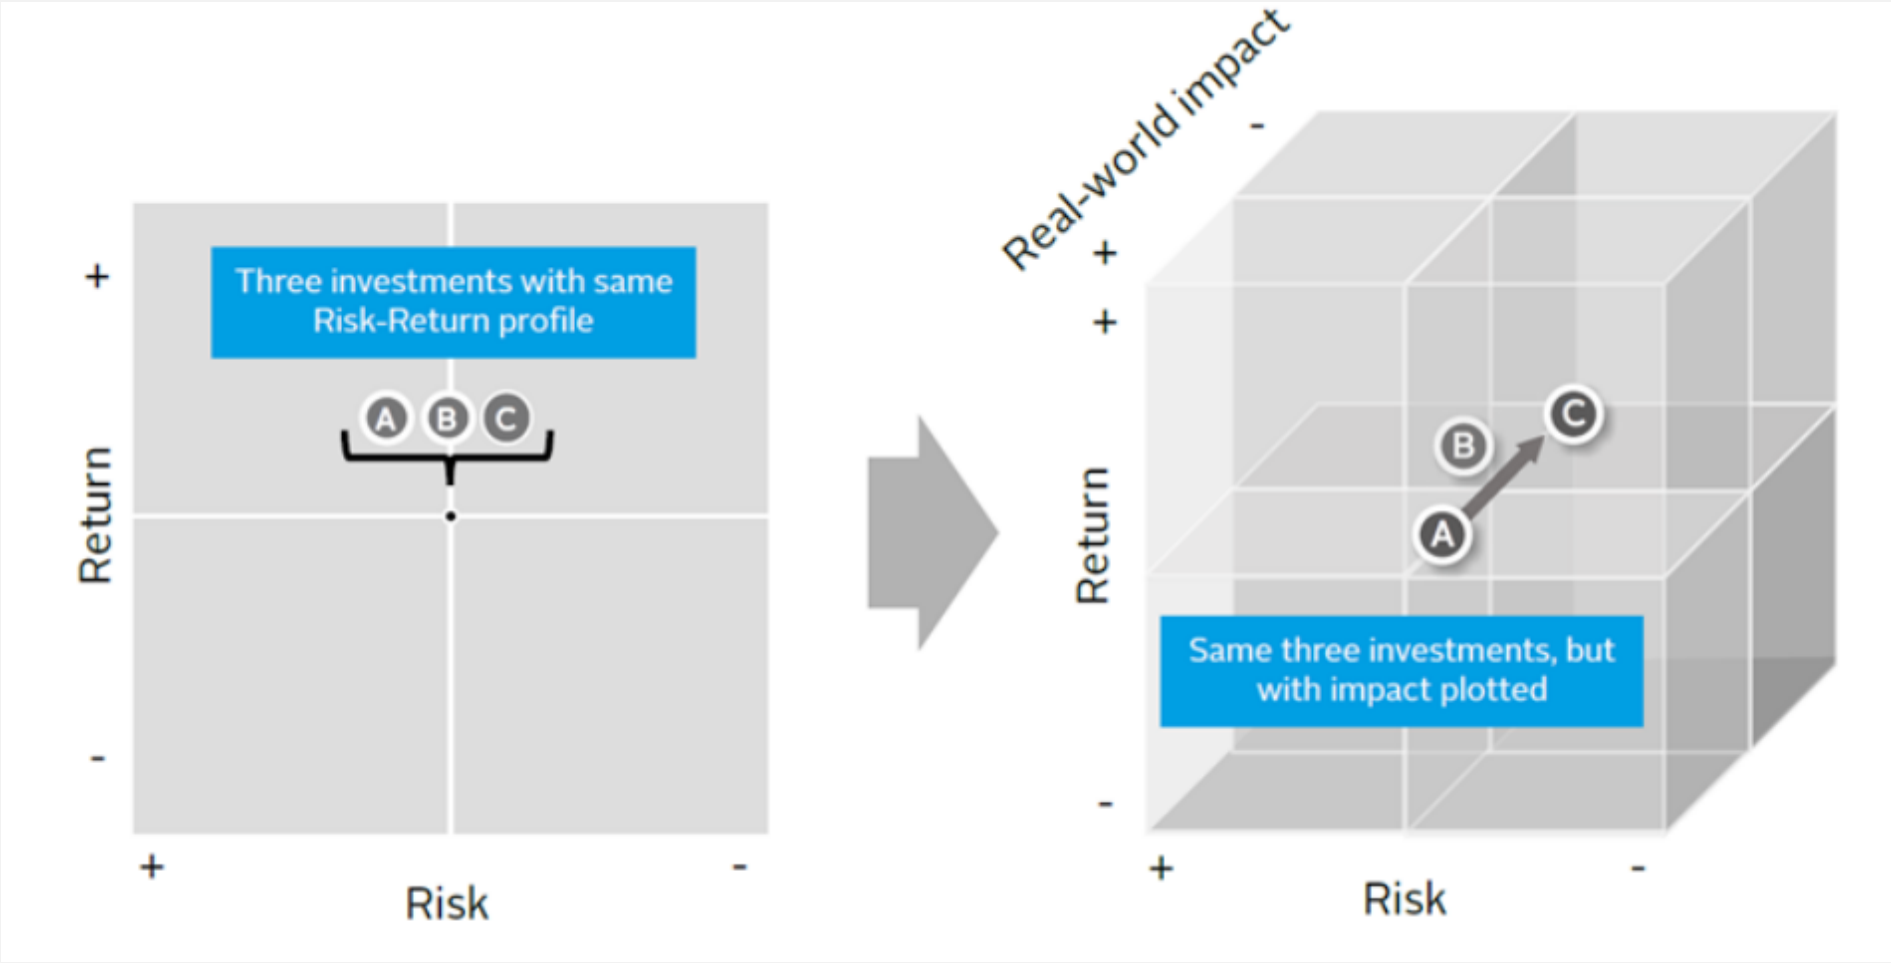 Three investments with same
Risk-Return profile
A B C
+
Return
-
+
-
Risk
Real-world impact
-
+
+
Return
-
C
B
A
Same three investments, but
with impact plotted
+
-
Risk